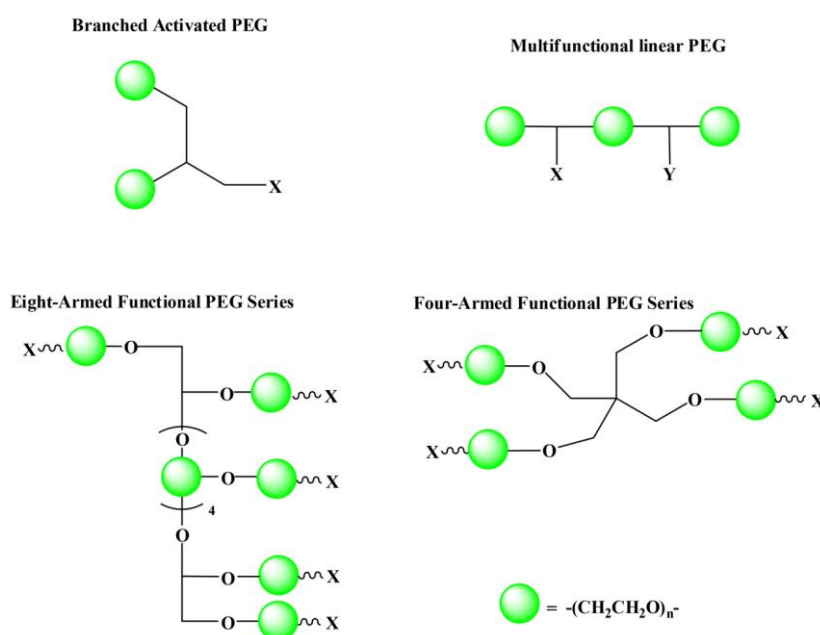 Branched Activated PEG
Multifunctional linear PEG
X
X Y
Eight-Armed Functional PEG Series
Four-Armed Functional PEG Series
X O
O X
O
O X
4
O
O X
O X
O X
X O
O X
X O
= -(CH₂CH₂O)ₙ-